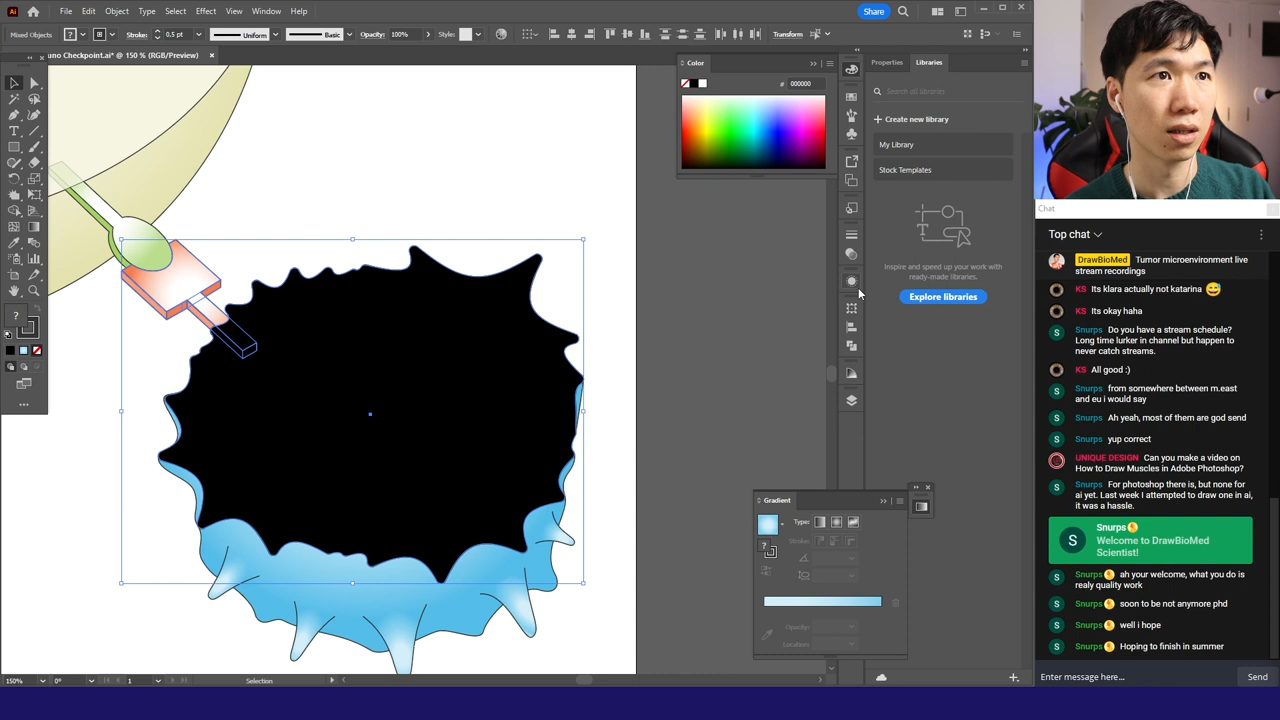 Ai File Edit Object Type Select Effect View Window Help Share
Mixed Objects ? Stroke: 0.5 pt Uniform Basic Opacity: 100% Style: Transform
uno Checkpoint.ai* @ 150 % (RGB/Preview) ×
Color
# 000000
Properties Libraries
Search all libraries
Create new library
My Library
Stock Templates
Inspire and speed up your work with
ready-made libraries.
Explore libraries
?
Gradient
Type:
Stroke:
?
Opacity:
Location:
150% 0° 1 Selection
Chat
Top chat
DrawBioMed Tumor microenvironment live
stream recordings
KS Its klara actually not katarina 😅
KS Its okay haha
Snurps Do you have a stream schedule?
Long time lurker in channel but happen to
never catch streams.
KS All good :)
Snurps from somewhere between m.east
and eu i would say
Snurps Ah yeah, most of them are god send
Snurps yup correct
UNIQUE DESIGN Can you make a video on
How to Draw Muscles in Adobe Photoshop?
Snurps For photoshop there is, but none for
ai yet. Last week I attempted to draw one in ai,
it was a hassle.
S
Snurps
Welcome to DrawBioMed
Scientist!
Snurps ah your welcome, what you do is
realy quality work
Snurps soon to be not anymore phd
Snurps well i hope
Snurps Hoping to finish in summer
Enter message here... Send